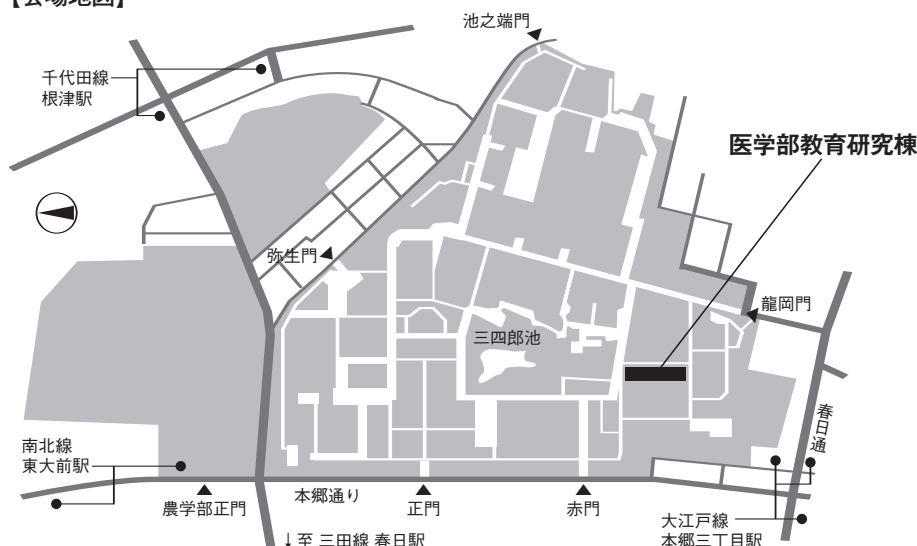 【会場地図】
池之端門
千代田線
根津駅
医学部教育研究棟
弥生門
龍岡門
三四郎池
春日通
南北線
東大前駅
農学部正門
本郷通り
正門
赤門
大江戸線
本郷三丁目駅
↓至 三田線 春日駅